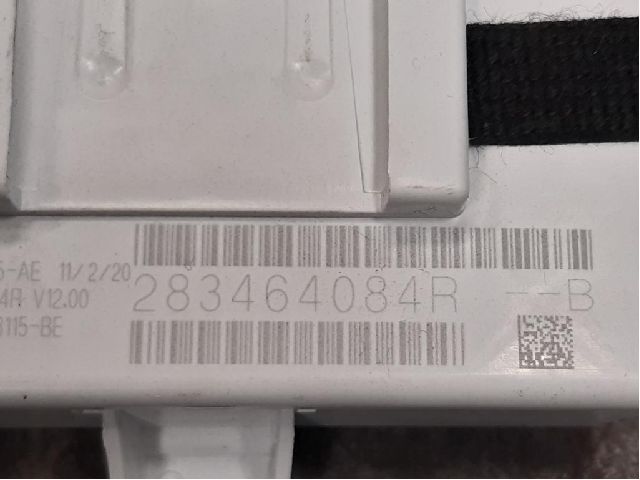 5-AE 11/2/20
4R V12.00
283464084R --B
3115-BE